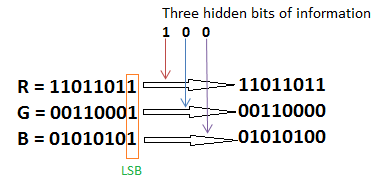 Three hidden bits of information
1 0 0
R = 11011011 11011011
G = 00110001 00110000
B = 01010101 01010100
LSB